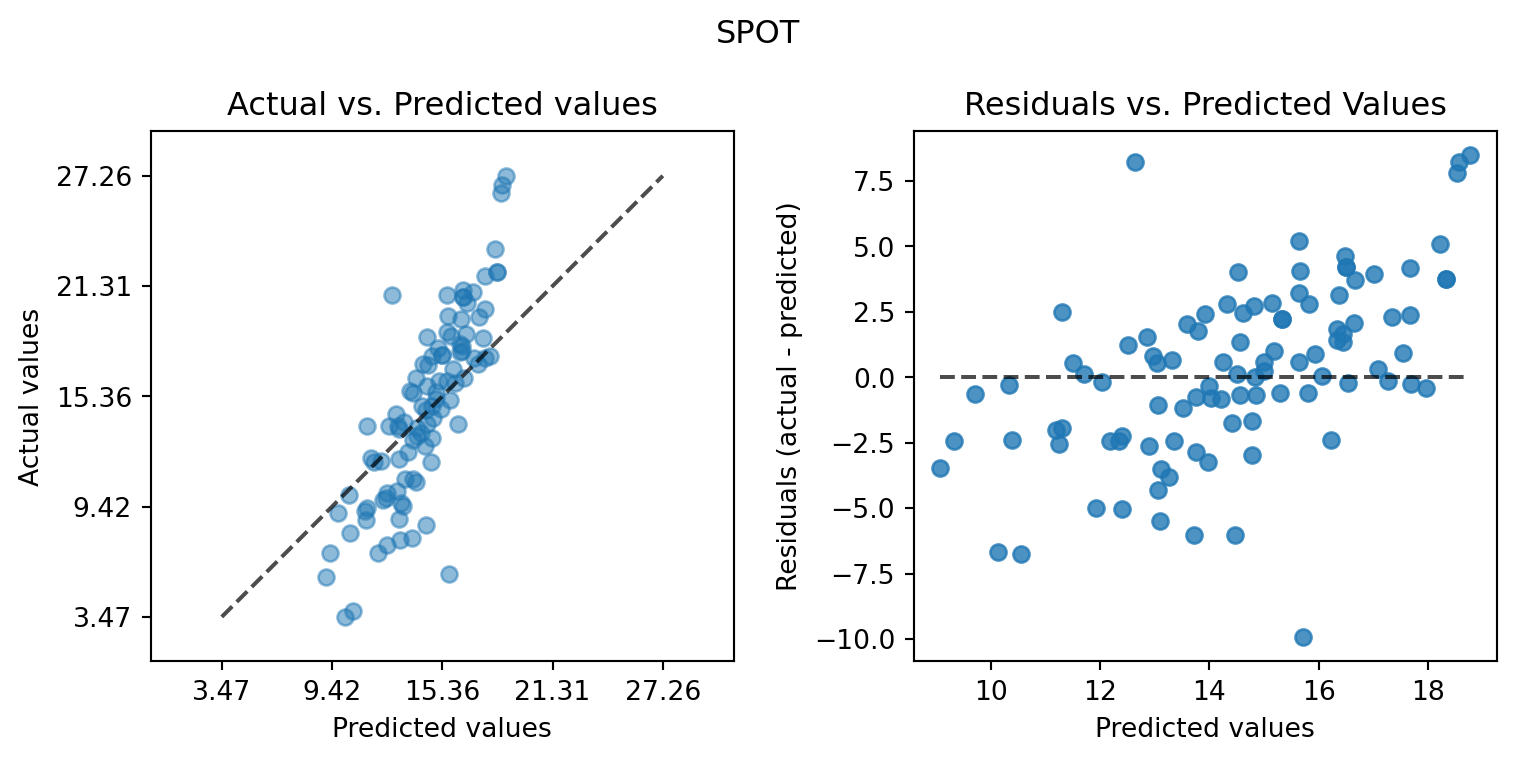 SPOT
Actual vs. Predicted values
27.26
21.31
15.36
9.42
3.47
Actual values
3.47 9.42 15.36 21.31 27.26
Predicted values
Residuals vs. Predicted Values
7.5
5.0
2.5
0.0
−2.5
−5.0
−7.5
−10.0
Residuals (actual - predicted)
10 12 14 16 18
Predicted values